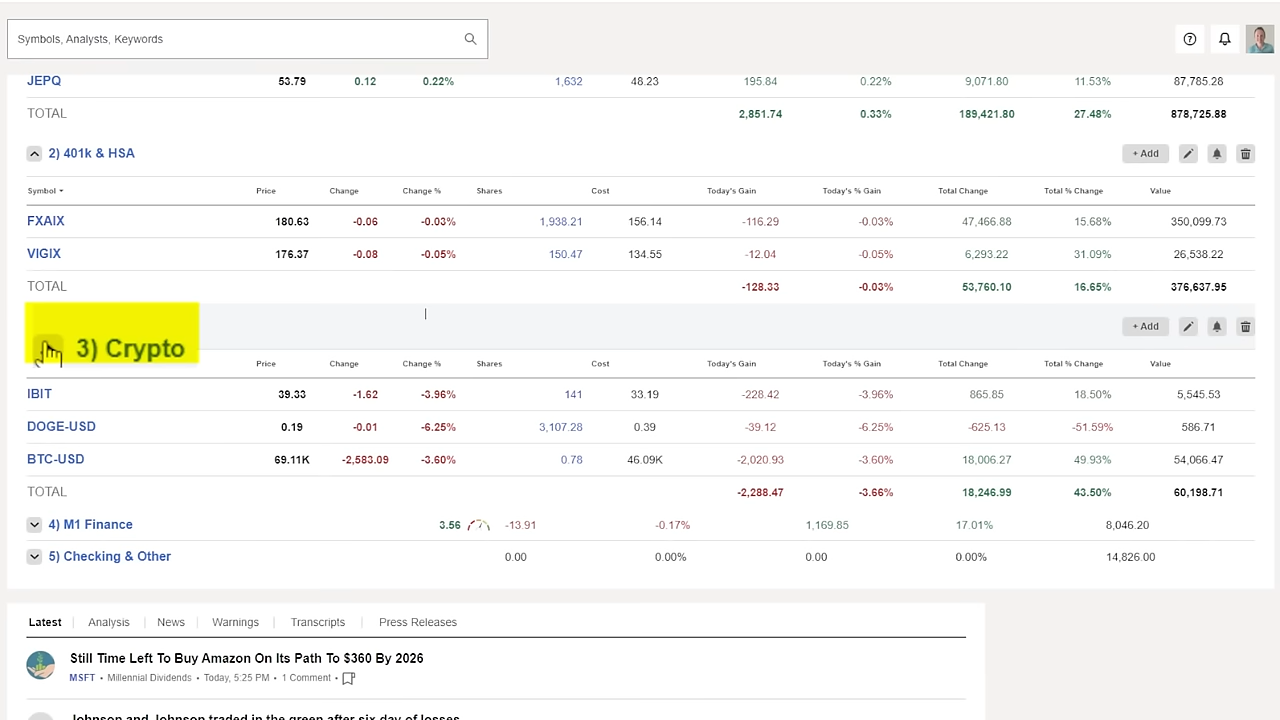 Symbols, Analysts, Keywords
JEPQ 53.79 0.12 0.22% 1,632 48.23 195.84 0.22% 9,071.80 11.53% 87,785.28
TOTAL 2,851.74 0.33% 189,421.80 27.48% 878,725.88
2) 401k & HSA + Add
Symbol Price Change Change % Shares Cost Today's Gain Today's % Gain Total Change Total % Change Value
FXAIX 180.63 -0.06 -0.03% 1,938.21 156.14 -116.29 -0.03% 47,466.88 15.68% 350,099.73
VIGIX 176.37 -0.08 -0.05% 150.47 134.55 -12.04 -0.05% 6,293.22 31.09% 26,538.22
TOTAL -128.33 -0.03% 53,760.10 16.65% 376,637.95
3) Crypto + Add
Price Change Change % Shares Cost Today's Gain Today's % Gain Total Change Total % Change Value
IBIT 39.33 -1.62 -3.96% 141 33.19 -228.42 -3.96% 865.85 18.50% 5,545.53
DOGE-USD 0.19 -0.01 -6.25% 3,107.28 0.39 -39.12 -6.25% -625.13 -51.59% 586.71
BTC-USD 69.11K -2,583.09 -3.60% 0.78 46.09K -2,020.93 -3.60% 18,006.27 49.93% 54,066.47
TOTAL -2,288.47 -3.66% 18,246.99 43.50% 60,198.71
4) M1 Finance 3.56 -13.91 -0.17% 1,169.85 17.01% 8,046.20
5) Checking & Other 0.00 0.00% 0.00 0.00% 14,826.00
Latest Analysis News Warnings Transcripts Press Releases
Still Time Left To Buy Amazon On Its Path To $360 By 2026
MSFT • Millennial Dividends • Today, 5:25 PM • 1 Comment •
Johnson and Johnson traded in the green after six day of losses